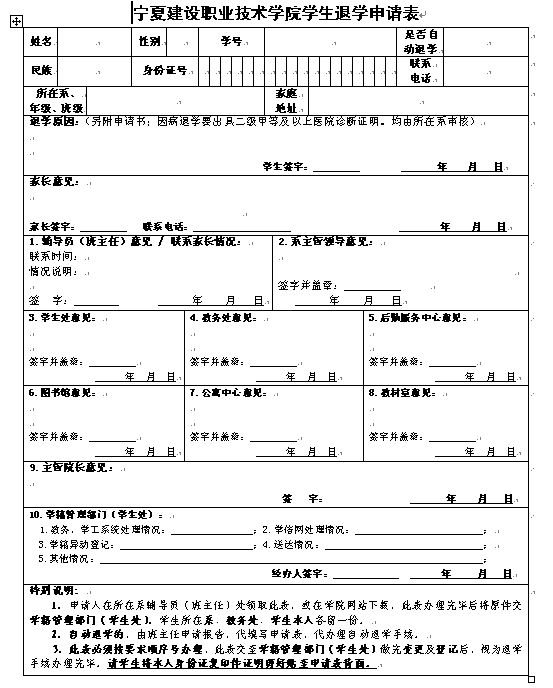 宁夏建设职业技术学院学生退学申请表
姓名 性别 学号 是否自动退学
民族 身份证号 联系电话
所在系、年级、班级 家庭地址
退学原因:(另附申请书;因病退学要出具二级甲等及以上医院诊断证明。均由所在系审核)
学生签字: 年 月 日
家长意见:
家长签字: 联系电话: 年 月 日
1. 辅导员(班主任)意见 / 联系家长情况: 2. 系主管领导意见:
联系时间:
情况说明:
签字并盖章:
签 字: 年 月 日 年 月 日
3. 学生处意见: 4. 教务处意见: 5. 后勤服务中心意见:
签字并盖章: 签字并盖章: 签字并盖章:
年 月 日 年 月 日 年 月 日
6. 图书馆意见: 7. 公寓中心意见: 8. 教材室意见:
签字并盖章: 签字并盖章: 签字并盖章:
年 月 日 年 月 日 年 月 日
9. 主管院长意见:
签 字: 年 月 日
10. 学籍管理部门(学生处):
1. 教务、学工系统处理情况: ;2. 学信网处理情况: ;
3. 学籍异动登记: ;4. 送达情况: ;
5. 其他情况: ;
经办人签字: 年 月 日
特别说明:
1. 申请人在所在系辅导员(班主任)处领取此表,或在学院网站下载,此表办理完毕后将原件交
学籍管理部门(学生处)。学生所在系、教务处、学生本人各留一份。
2. 自动退学的,由班主任申请报告,代填写申请表,代办理自动退学手续。
3. 此表必须按要求顺序号办理,此表交至学籍管理部门(学生处)做完变更及登记后,视为退学
手续办理完毕。请学生将本人身份证复印件证明附好贴至申请表背面。